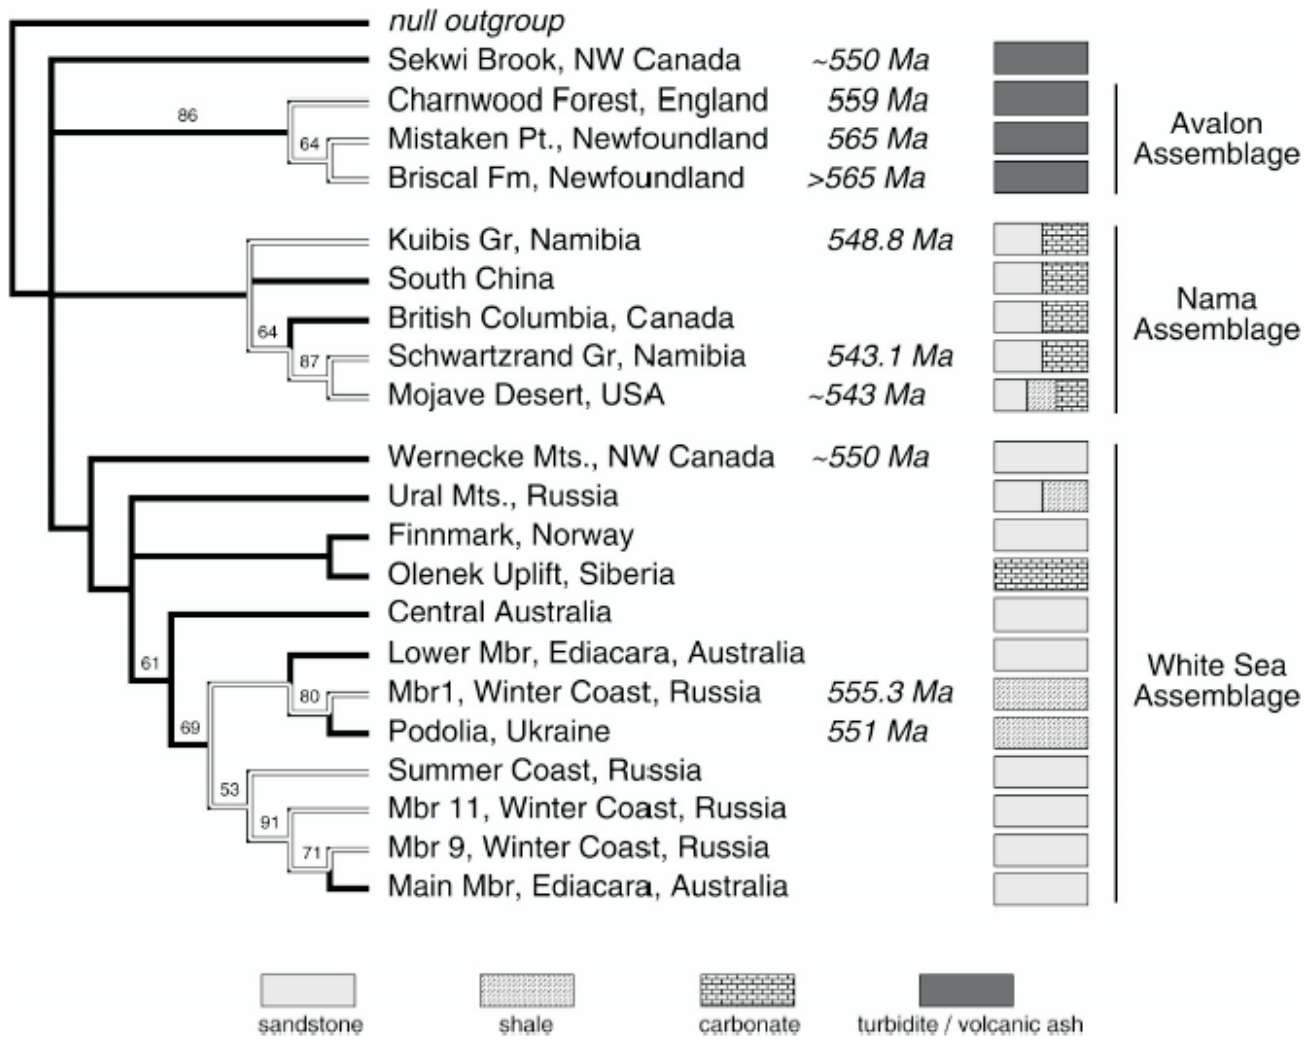 null outgroup
Sekwi Brook, NW Canada ~550 Ma
Charnwood Forest, England 559 Ma
86
Avalon
Assemblage
Mistaken Pt., Newfoundland 565 Ma
64
Briscal Fm, Newfoundland >565 Ma
Kuibis Gr, Namibia 548.8 Ma
South China
Nama
Assemblage
British Columbia, Canada
64
Schwartzrand Gr, Namibia 543.1 Ma
87
Mojave Desert, USA ~543 Ma
Wernecke Mts., NW Canada ~550 Ma
Ural Mts., Russia
Finnmark, Norway
Olenek Uplift, Siberia
Central Australia
Lower Mbr, Ediacara, Australia
61
White Sea
Assemblage
Mbr1, Winter Coast, Russia 555.3 Ma
80
Podolia, Ukraine 551 Ma
69
Summer Coast, Russia
53
Mbr 11, Winter Coast, Russia
91
Mbr 9, Winter Coast, Russia
71
Main Mbr, Ediacara, Australia
sandstone
shale
carbonate
turbidite / volcanic ash